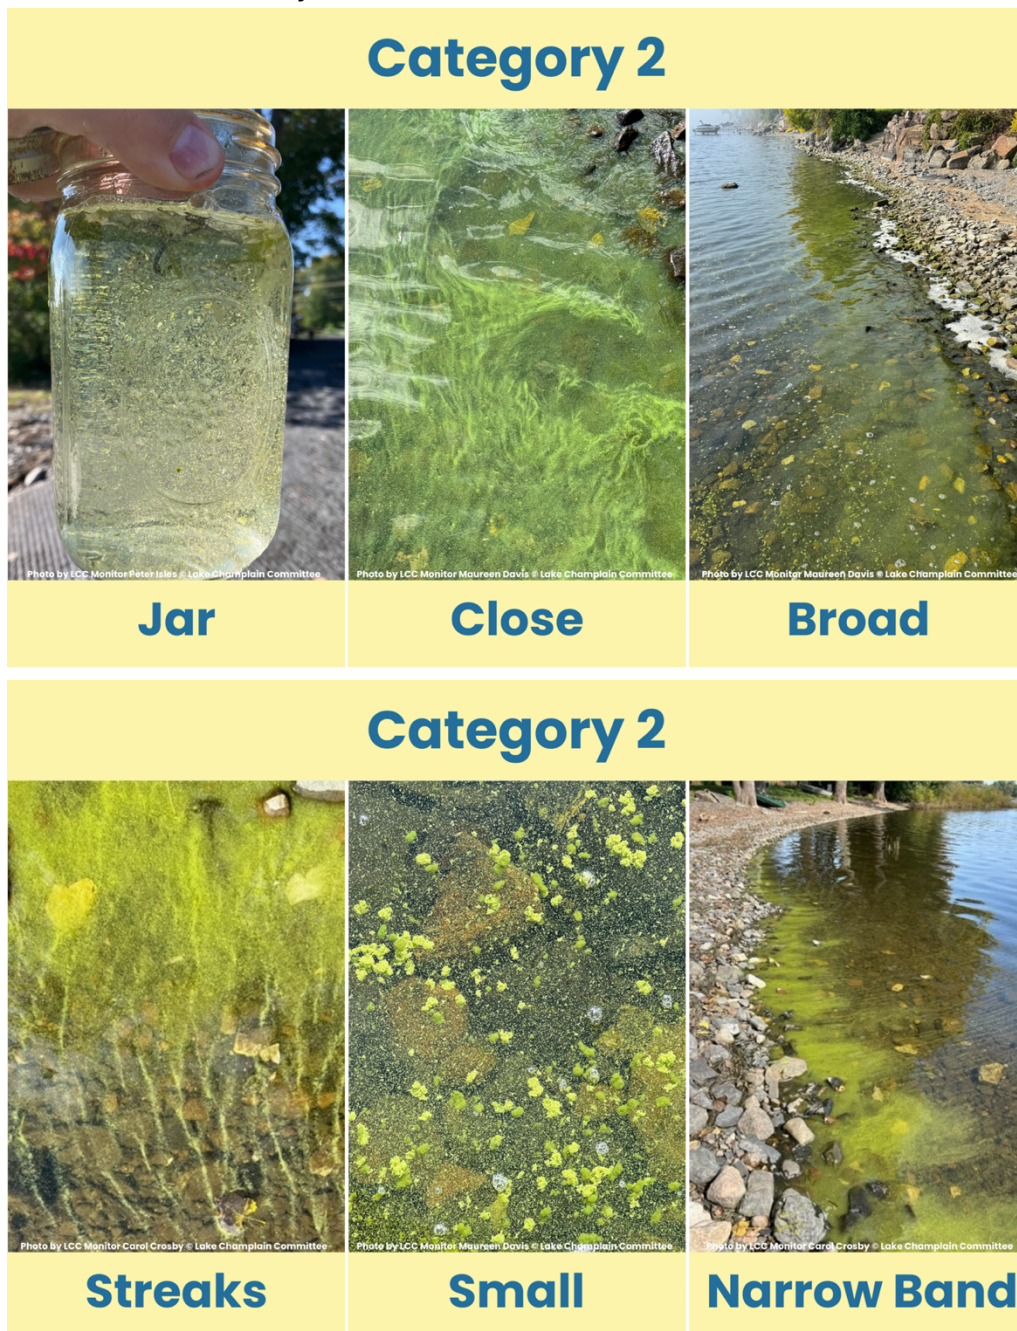 Category 2
Photo by LCC Monitor Peter Isles © Lake Champlain Committee
Photo by LCC Monitor Maureen Davis © Lake Champlain Committee
Photo by LCC Monitor Maureen Davis © Lake Champlain Committee
Jar
Close
Broad
Category 2
Photo by LCC Monitor Carol Crosby © Lake Champlain Committee
Photo by LCC Monitor Maureen Davis © Lake Champlain Committee
Photo by LCC Monitor Carol Crosby © Lake Champlain Committee
Streaks
Small
Narrow Band